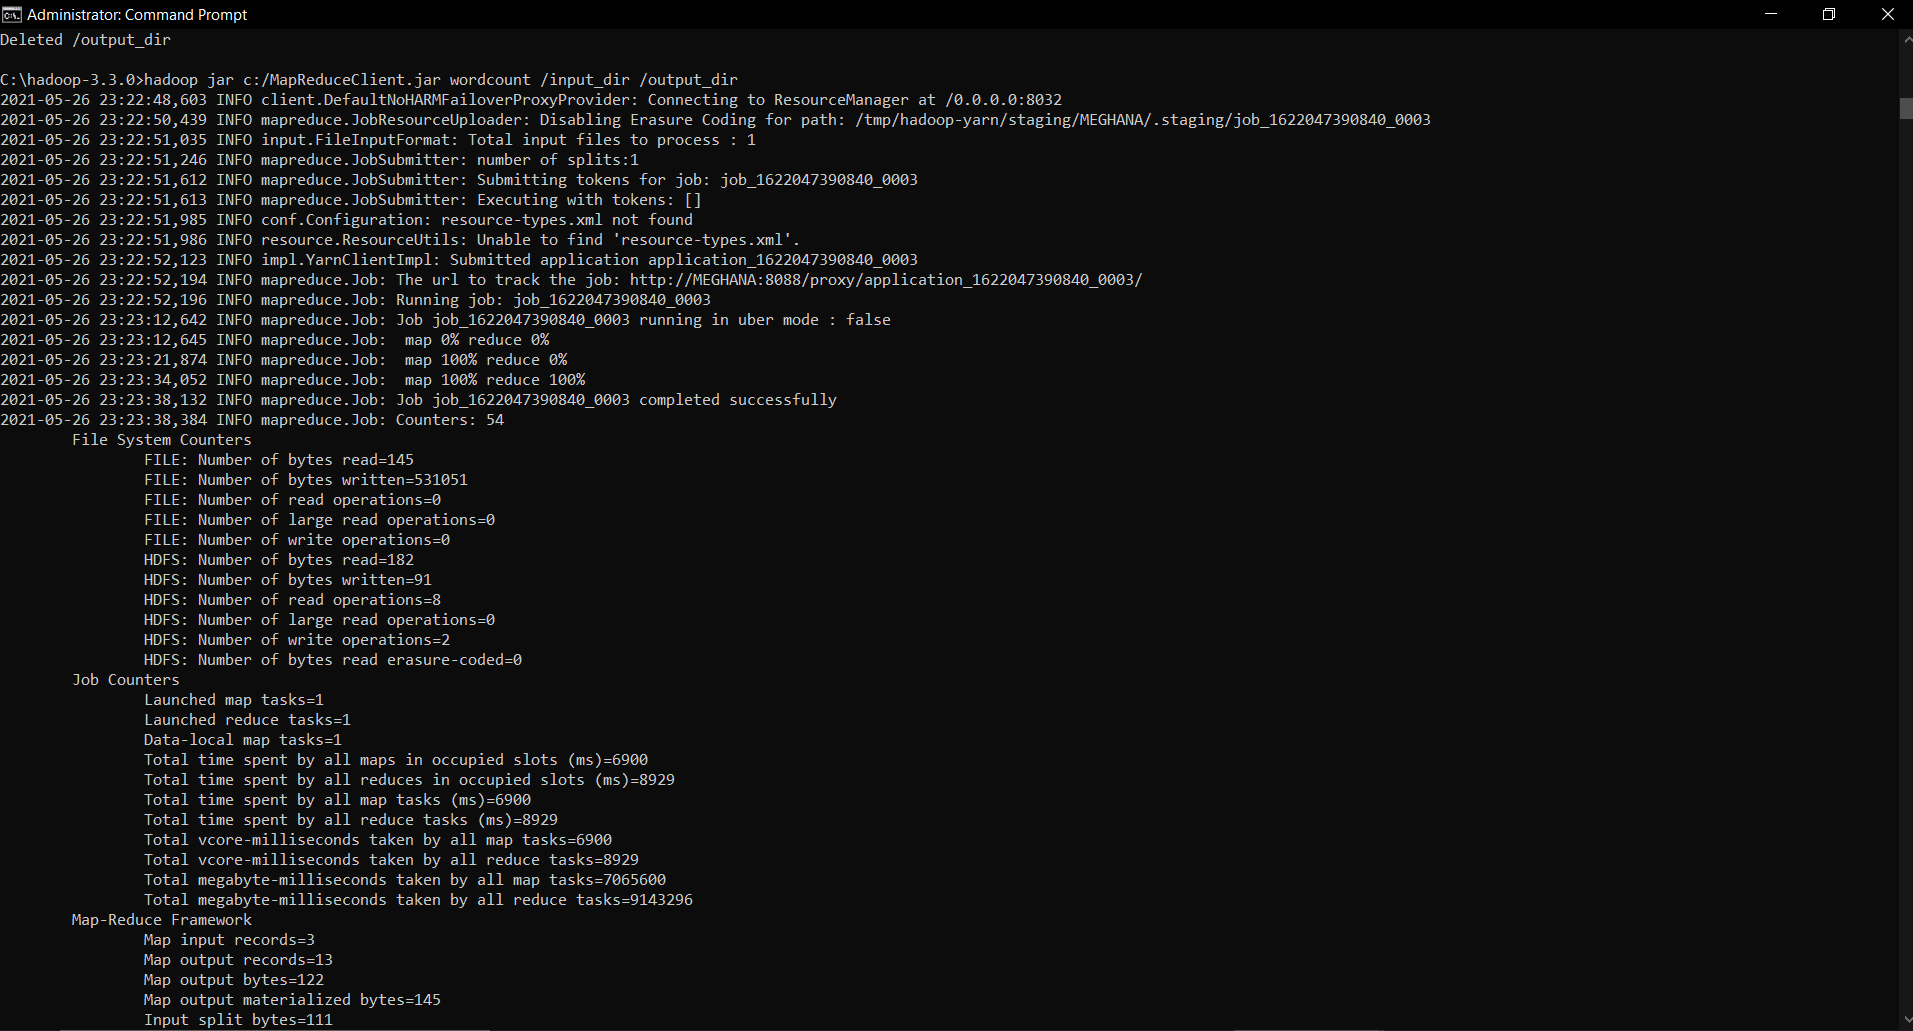 Administrator: Command Prompt
Deleted /output_dir
C:\hadoop-3.3.0>hadoop jar c:/MapReduceClient.jar wordcount /input_dir /output_dir
2021-05-26 23:22:48,603 INFO client.DefaultNoHARMFailoverProxyProvider: Connecting to ResourceManager at /0.0.0.0:8032
2021-05-26 23:22:50,439 INFO mapreduce.JobResourceUploader: Disabling Erasure Coding for path: /tmp/hadoop-yarn/staging/MEGHANA/.staging/job_1622047390840_0003
2021-05-26 23:22:51,035 INFO input.FileInputFormat: Total input files to process : 1
2021-05-26 23:22:51,246 INFO mapreduce.JobSubmitter: number of splits:1
2021-05-26 23:22:51,612 INFO mapreduce.JobSubmitter: Submitting tokens for job: job_1622047390840_0003
2021-05-26 23:22:51,613 INFO mapreduce.JobSubmitter: Executing with tokens: []
2021-05-26 23:22:51,985 INFO conf.Configuration: resource-types.xml not found
2021-05-26 23:22:51,986 INFO resource.ResourceUtils: Unable to find 'resource-types.xml'.
2021-05-26 23:22:52,123 INFO impl.YarnClientImpl: Submitted application application_1622047390840_0003
2021-05-26 23:22:52,194 INFO mapreduce.Job: The url to track the job: http://MEGHANA:8088/proxy/application_1622047390840_0003/
2021-05-26 23:22:52,196 INFO mapreduce.Job: Running job: job_1622047390840_0003
2021-05-26 23:23:12,642 INFO mapreduce.Job: Job job_1622047390840_0003 running in uber mode : false
2021-05-26 23:23:12,645 INFO mapreduce.Job:  map 0% reduce 0%
2021-05-26 23:23:21,874 INFO mapreduce.Job:  map 100% reduce 0%
2021-05-26 23:23:34,052 INFO mapreduce.Job:  map 100% reduce 100%
2021-05-26 23:23:38,132 INFO mapreduce.Job: Job job_1622047390840_0003 completed successfully
2021-05-26 23:23:38,384 INFO mapreduce.Job: Counters: 54
File System Counters
FILE: Number of bytes read=145
FILE: Number of bytes written=531051
FILE: Number of read operations=0
FILE: Number of large read operations=0
FILE: Number of write operations=0
HDFS: Number of bytes read=182
HDFS: Number of bytes written=91
HDFS: Number of read operations=8
HDFS: Number of large read operations=0
HDFS: Number of write operations=2
HDFS: Number of bytes read erasure-coded=0
Job Counters
Launched map tasks=1
Launched reduce tasks=1
Data-local map tasks=1
Total time spent by all maps in occupied slots (ms)=6900
Total time spent by all reduces in occupied slots (ms)=8929
Total time spent by all map tasks (ms)=6900
Total time spent by all reduce tasks (ms)=8929
Total vcore-milliseconds taken by all map tasks=6900
Total vcore-milliseconds taken by all reduce tasks=8929
Total megabyte-milliseconds taken by all map tasks=7065600
Total megabyte-milliseconds taken by all reduce tasks=9143296
Map-Reduce Framework
Map input records=3
Map output records=13
Map output bytes=122
Map output materialized bytes=145
Input split bytes=111